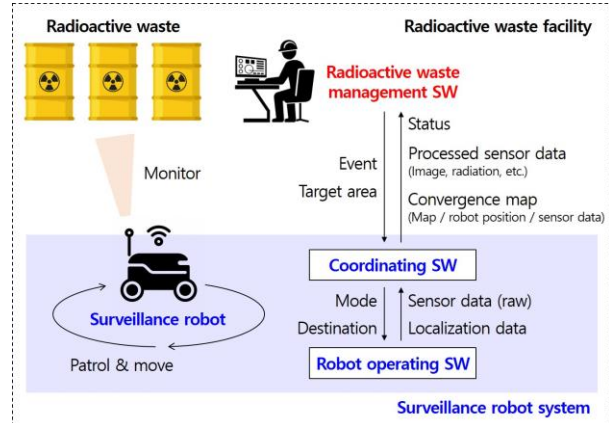 Radioactive waste
Radioactive waste facility
Radioactive waste
management SW
Monitor
Event
Target area
Status
Processed sensor data
(Image, radiation, etc.)
Convergence map
(Map / robot position / sensor data)
Coordinating SW
Surveillance robot
Patrol & move
Mode
Destination
Sensor data (raw)
Localization data
Robot operating SW
Surveillance robot system